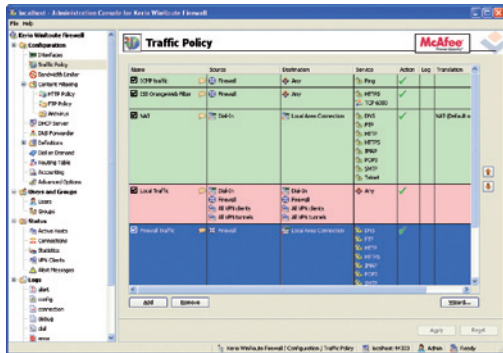 localhost - Administration Console for Kerio WinRoute Firewall
File Help
Kerio WinRoute Firewall
Configuration
Interfaces
Traffic Policy
Bandwidth Limiter
Content Filtering
HTTP Policy
FTP Policy
Antivirus
DHCP Server
DNS Forwarder
Definitions
Dial on Demand
Routing Table
Accounting
Advanced Options
Users and Groups
Users
Groups
Status
Active Hosts
Connections
Statistics
VPN Clients
Alert Messages
Logs
alert
config
connection
debug
dial
error
Traffic Policy
McAfee
Name Source Destination Service Action Log Translation
ICMP traffic Firewall Any Ping
ISS OrangeWeb Filter Firewall Any HTTPS
TCP 6000
NAT Dial-In Local Area Connection DNS NAT (Default
FTP
HTTP
HTTPS
IMAP
POP3
SMTP
Telnet
Local Traffic Dial-In Dial-In Any
Firewall Firewall
All VPN clients All VPN clients
All VPN tunnels All VPN tunnels
Firewall Traffic Firewall Local Area Connection DNS
FTP
HTTP
HTTPS
IMAP
POP3
SMTP
Add Remove Wizard...
Apply Reset
Kerio WinRoute Firewall / Configuration / Traffic Policy localhost:44333 Admin Ready